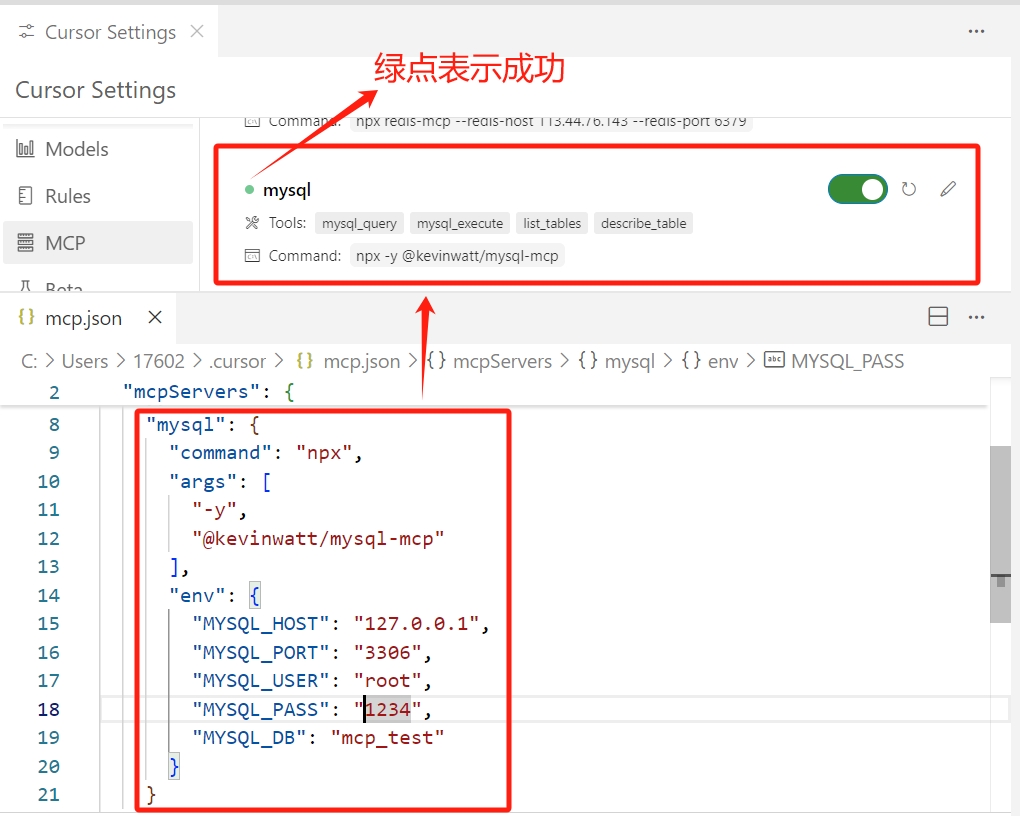 Cursor Settings
绿点表示成功
Cursor Settings
Command: npx redis-mcp --redis-host 113.44.76.143 --redis-port 6379
Models
Rules
MCP
Beta
mysql
Tools: mysql_query mysql_execute list_tables describe_table
Command: npx -y @kevinwatt/mysql-mcp
{} mcp.json
C: > Users > 17602 > .cursor > {} mcp.json > {} mcpServers > {} mysql > {} env > abc MYSQL_PASS
2 "mcpServers": {
8 "mysql": {
9 "command": "npx",
10 "args": [
11 "-y",
12 "@kevinwatt/mysql-mcp"
13 ],
14 "env": {
15 "MYSQL_HOST": "127.0.0.1",
16 "MYSQL_PORT": "3306",
17 "MYSQL_USER": "root",
18 "MYSQL_PASS": "1234",
19 "MYSQL_DB": "mcp_test"
20 }
21 }